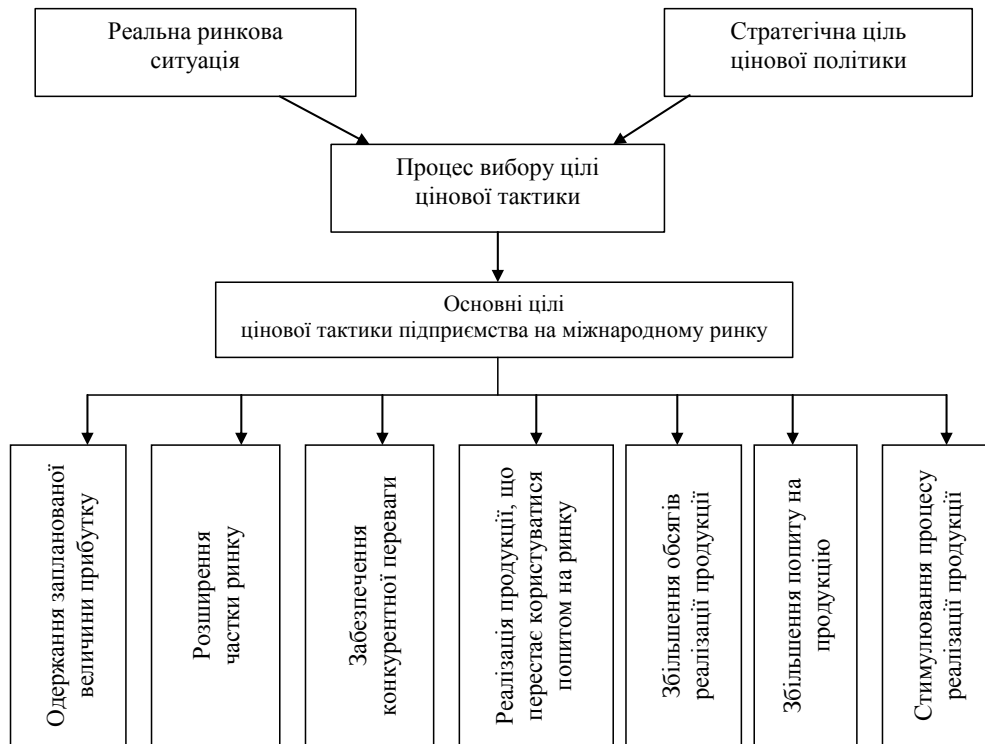 Реальна ринкова
ситуація
Стратегічна ціль
цінової політики
Процес вибору цілі
цінової тактики
Основні цілі
цінової тактики підприємства на міжнародному ринку
Одержання запланованої
величини прибутку
Розширення
частки ринку
Забезпечення
конкурентної переваги
Реалізація продукції, що
перестає користуватися
попитом на ринку
Збільшення обсягів
реалізації продукції
Збільшення попиту на
продукцію
Стимулювання процесу
реалізації продукції